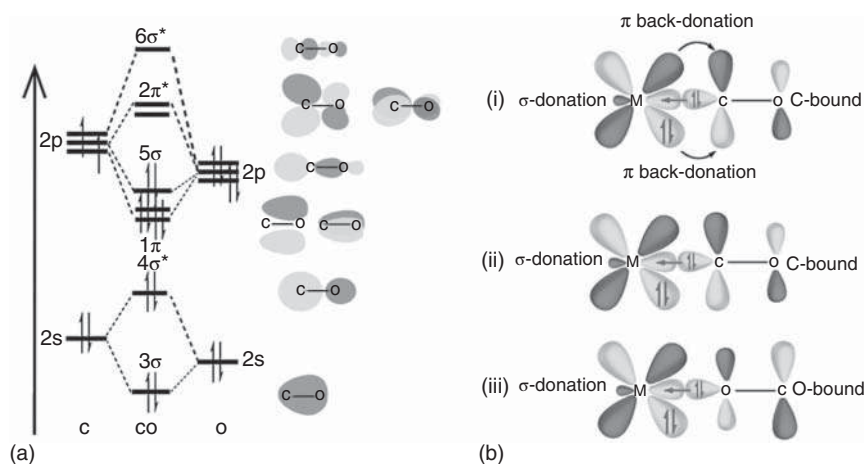 6σ*
2π*
2p
5σ
2p
1π
4σ*
2s
2s
3σ
c co o
(a)
C O
C O C O
C O
C O C O
C O
C O
π back-donation
(i) σ-donation M C O C-bound
π back-donation
(ii) σ-donation M C O C-bound
(iii) σ-donation M O C O-bound
(b)